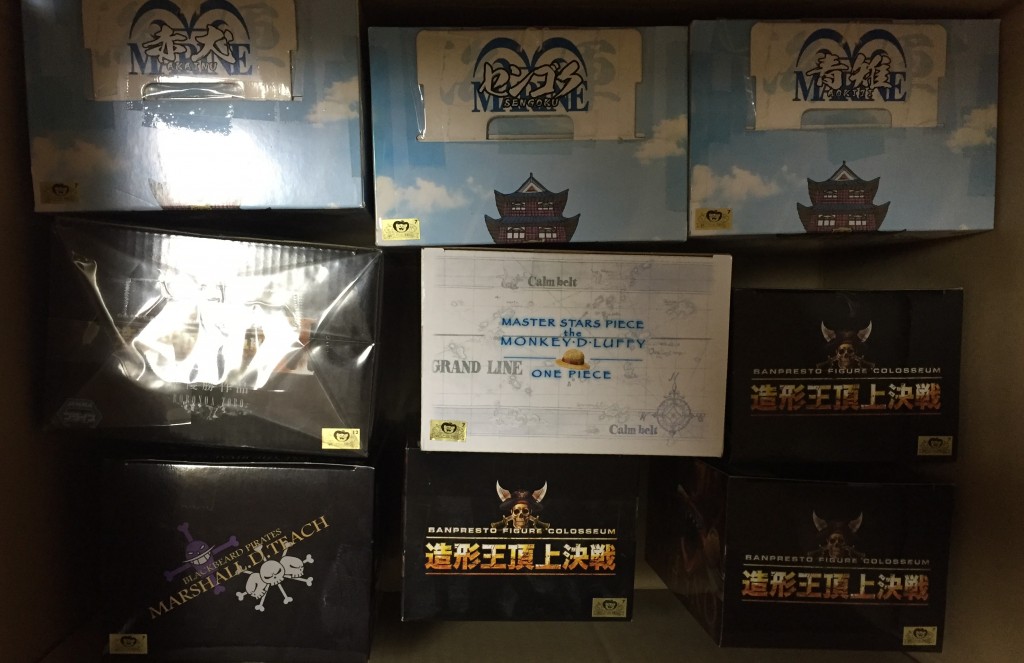 赤犬
MARINE
AKAINU
センゴク
MARINE
SENGOKU
青雉
MARINE
AOKIJI
Calm belt
MASTER STARS PIECE
the
MONKEY・D・LUFFY
GRAND LINE
ONE PIECE
Calm belt
BANPRESTO FIGURE COLOSSEUM
造形王頂上決戦
BLACKBEARD PIRATES
MARSHALL.D.TEACH
BANPRESTO FIGURE COLOSSEUM
造形王頂上決戦
BANPRESTO FIGURE COLOSSEUM
造形王頂上決戦